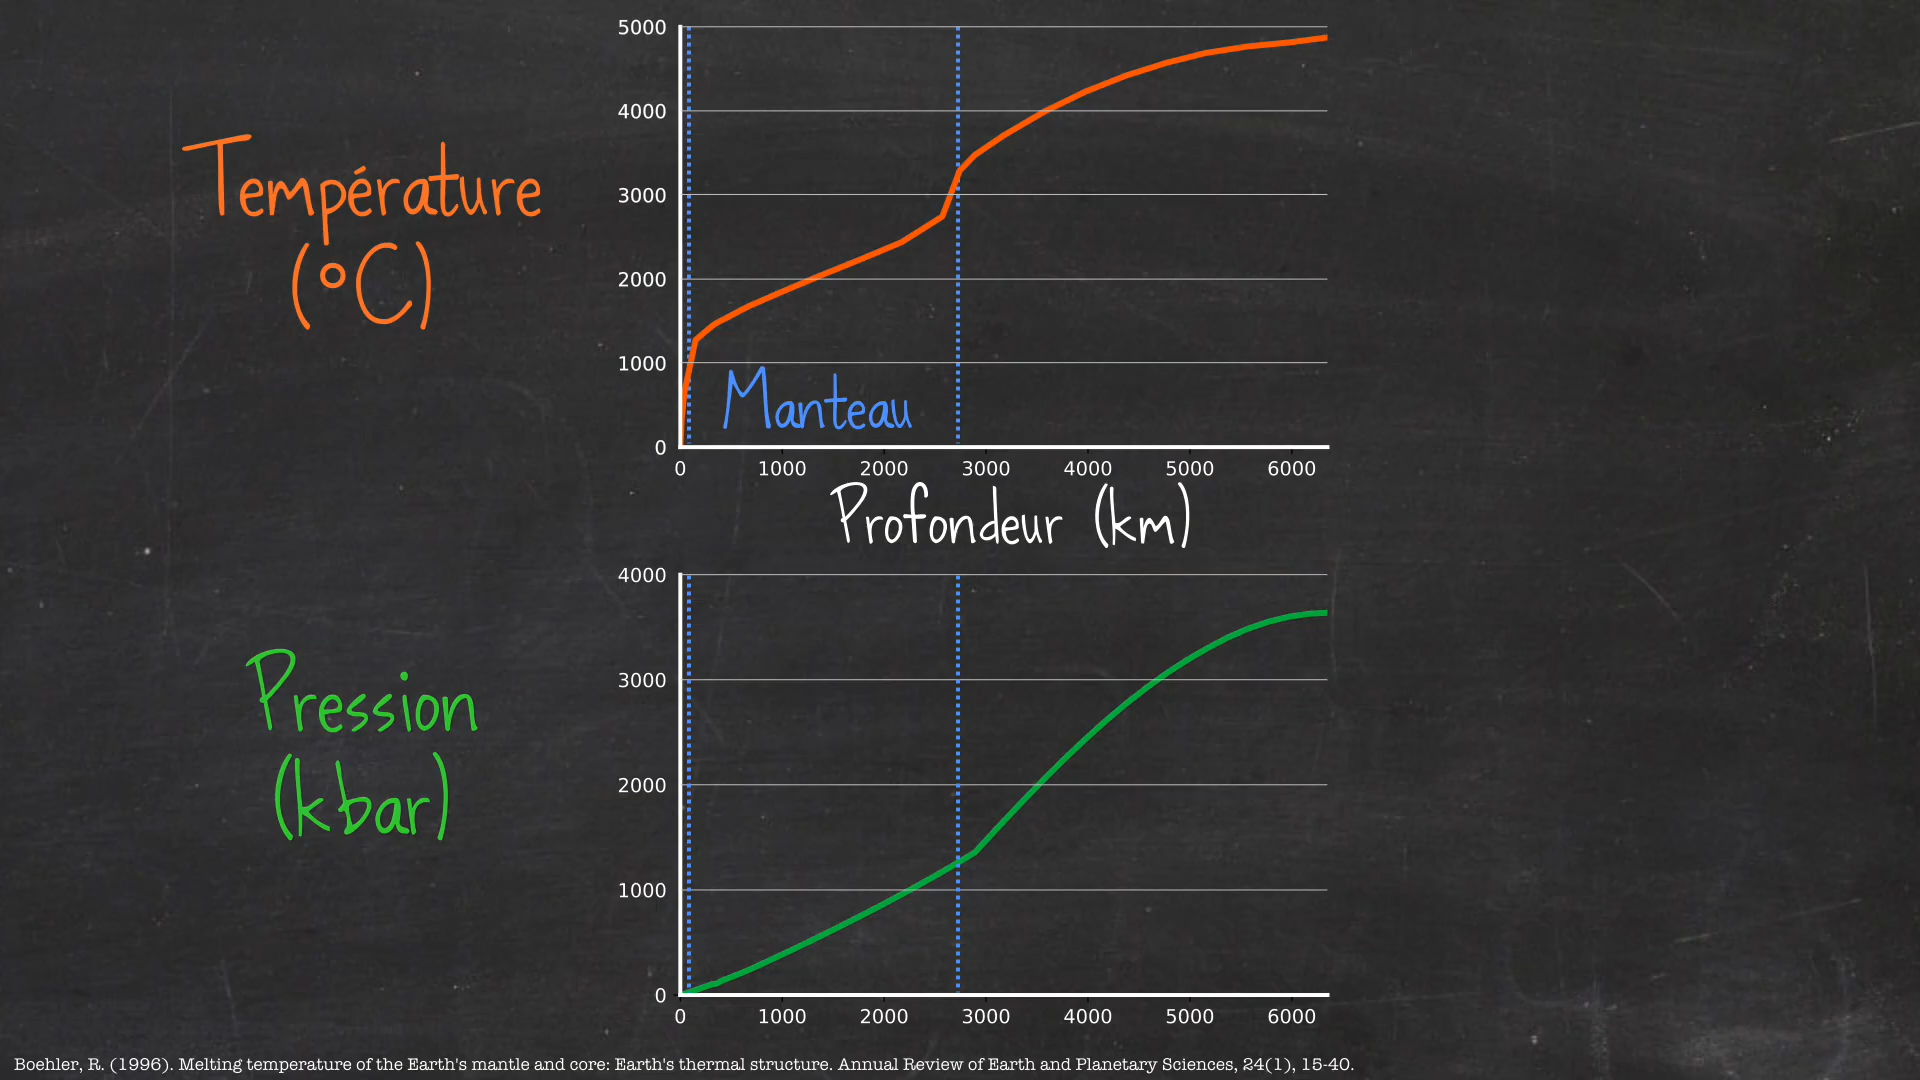 5000
4000
3000
2000
1000
0
Température
(°C)
Manteau
0 1000 2000 3000 4000 5000 6000
Profondeur (km)
4000
3000
2000
1000
0
Pression
(kbar)
0 1000 2000 3000 4000 5000 6000
Boehler, R. (1996). Melting temperature of the Earth's mantle and core: Earth's thermal structure. Annual Review of Earth and Planetary Sciences, 24(1), 15-40.